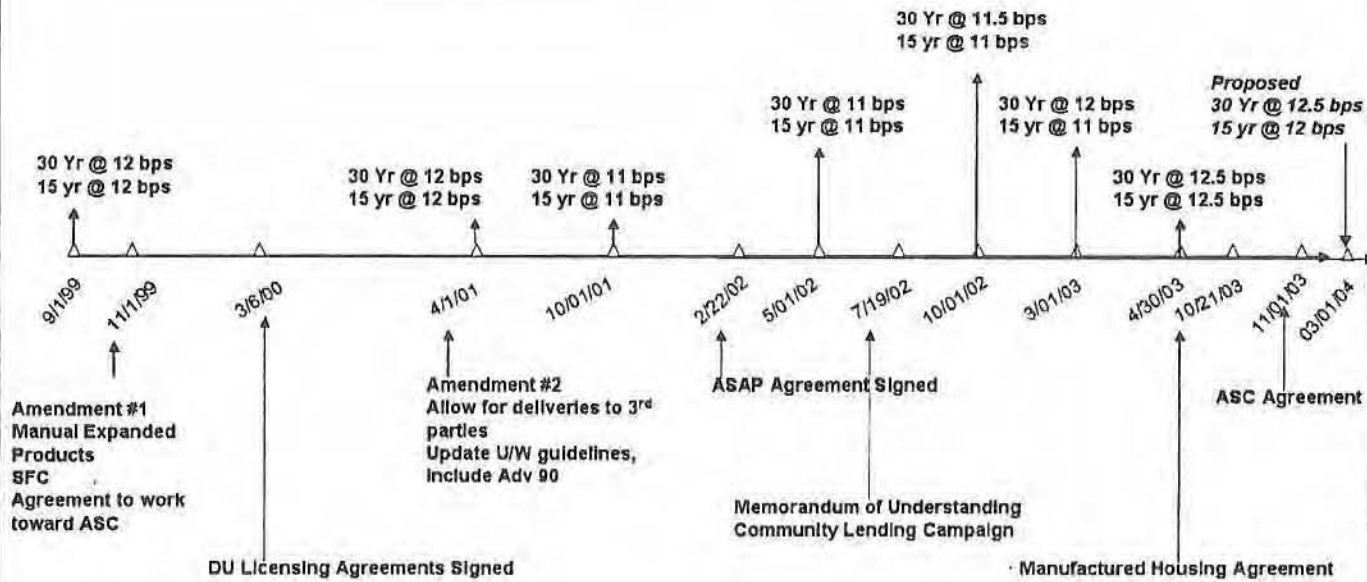 30 Yr @ 11.5 bps
15 yr @ 11 bps
Proposed
30 Yr @ 12.5 bps
15 yr @ 12 bps
30 Yr @ 11 bps
15 yr @ 11 bps
30 Yr @ 12 bps
15 yr @ 11 bps
30 Yr @ 12 bps
15 yr @ 12 bps
30 Yr @ 12 bps
15 yr @ 12 bps
30 Yr @ 11 bps
15 yr @ 11 bps
30 Yr @ 12.5 bps
15 yr @ 12.5 bps
9/1/99
11/1/99
3/6/00
4/1/01
10/01/01
2/22/02
5/01/02
7/19/02
10/01/02
3/01/03
4/30/03
10/21/03
11/01/03
03/01/04
Amendment #1
Manual Expanded
Products
SFC
Agreement to work
toward ASC
Amendment #2
Allow for deliveries to 3rd
parties
Update U/W guidelines,
Include Adv 90
ASAP Agreement Signed
ASC Agreement
Memorandum of Understanding
Community Lending Campaign
DU Licensing Agreements Signed
Manufactured Housing Agreement